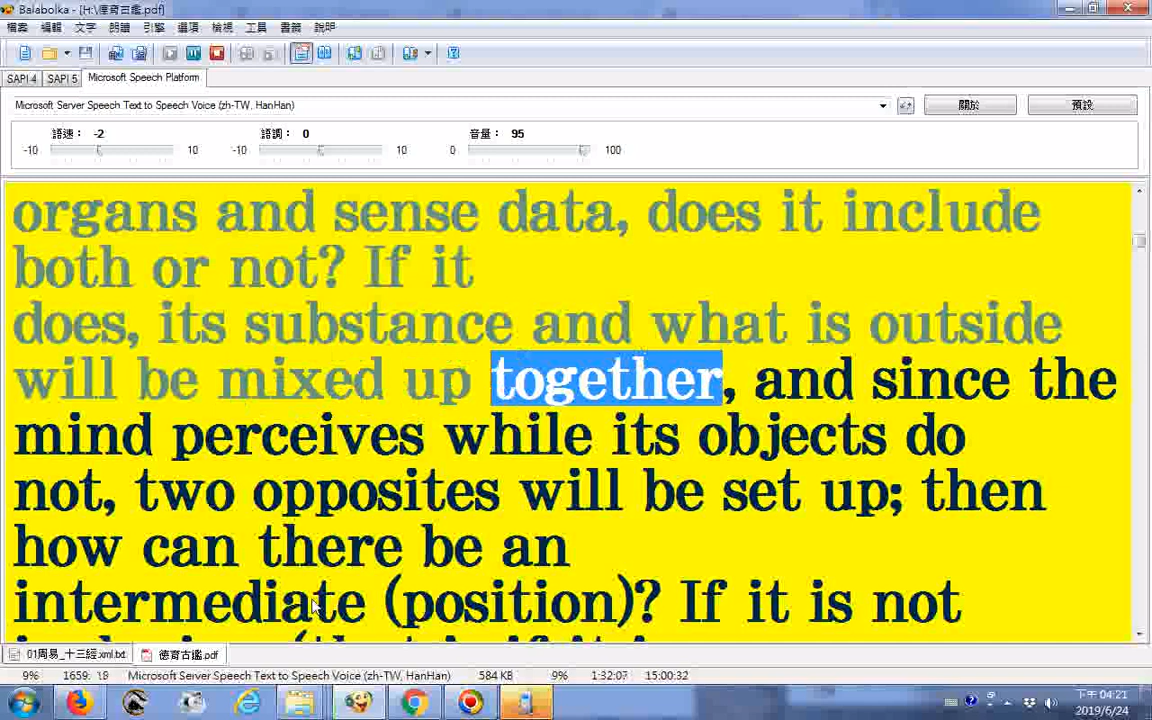 Balabolka - [H:\德育古鑑.pdf]
檔案 編輯 文字 朗讀 引擎 選項 檢視 工具 書籤 說明
SAPI 4 SAPI 5 Microsoft Speech Platform
Microsoft Server Speech Text to Speech Voice (zh-TW, HanHan) 關於 預設
語速： -2 語調： 0 音量： 95
-10 10 -10 10 0 100
organs and sense data, does it include
both or not? If it
does, its substance and what is outside
will be mixed up together, and since the
mind perceives while its objects do
not, two opposites will be set up; then
how can there be an
intermediate (position)? If it is not
01周易_十三經.xml.txt 德育古鑑.pdf
9% 1659: 18 Microsoft Server Speech Text to Speech Voice (zh-TW, HanHan) 584 KB 9% 1:32:07 15:00:32
下午 04:21
2019/6/24